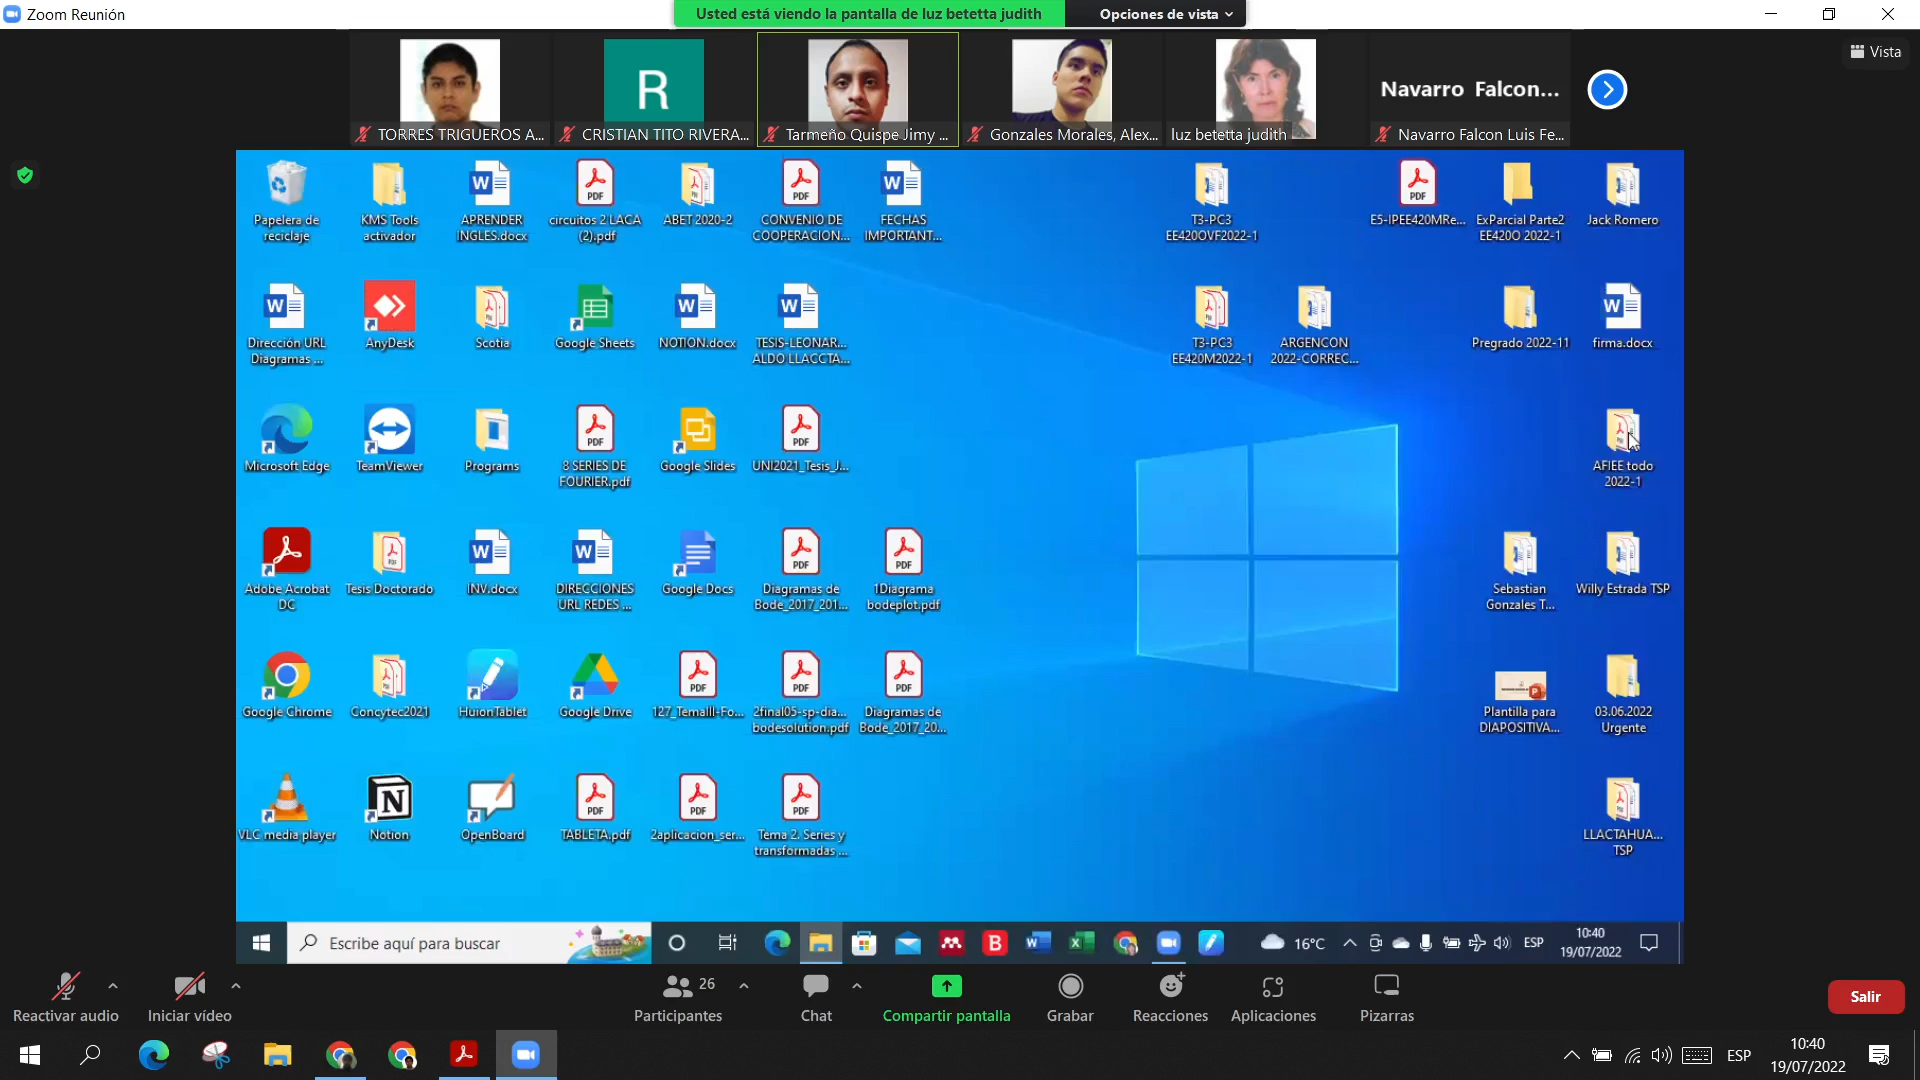 Zoom Reunión
Usted está viendo la pantalla de luz betetta judith
Opciones de vista
Vista
R
Navarro Falcon...
TORRES TRIGUEROS A...
CRISTIAN TITO RIVERA...
Tarmeño Quispe Jimy ...
Gonzales Morales, Alex...
luz betetta judith
Navarro Falcon Luis Fe...
Papelera de
reciclaje
KMS Tools
activador
APRENDER
INGLES.docx
circuitos 2 LACA
(2).pdf
ABET 2020-2
CONVENIO DE
COOPERACION...
FECHAS
IMPORTANT...
T3-PC3
EE420OVF2022-1
E5-IPEE420MRe...
ExParcial Parte2
EE420O 2022-1
Jack Romero
Dirección URL
Diagramas ...
AnyDesk
Scotia
Google Sheets
NOTION.docx
TESIS-LEONAR...
ALDO LLACCTA...
T3-PC3
EE420M2022-1
ARGENCON
2022-CORREC...
Pregrado 2022-11
firma.docx
Microsoft Edge
TeamViewer
Programs
8 SERIES DE
FOURIER.pdf
Google Slides
UNI2021_Tesis_J...
AFIEE todo
2022-1
Adobe Acrobat
DC
Tesis Doctorado
INV.docx
DIRECCIONES
URL REDES ...
Google Docs
Diagramas de
Bode_2017_201...
1Diagrama
bodeplot.pdf
Sebastian
Gonzales T...
Willy Estrada TSP
Google Chrome
Concytec2021
HuionTablet
Google Drive
127_TemaIII-Fo...
2final05-sp-dia...
bodesolution.pdf
Diagramas de
Bode_2017_20...
Plantilla para
DIAPOSITIVA...
03.06.2022
Urgente
VLC media player
Notion
OpenBoard
TABLETA.pdf
2aplicacion_ser...
Tema 2. Series y
transformadas ...
LLACTAHUA...
TSP
Escribe aquí para buscar
16°C
ESP
10:40
19/07/2022
Reactivar audio
Iniciar vídeo
26
Participantes
Chat
Compartir pantalla
Grabar
Reacciones
Aplicaciones
Pizarras
Salir
ESP
10:40
19/07/2022